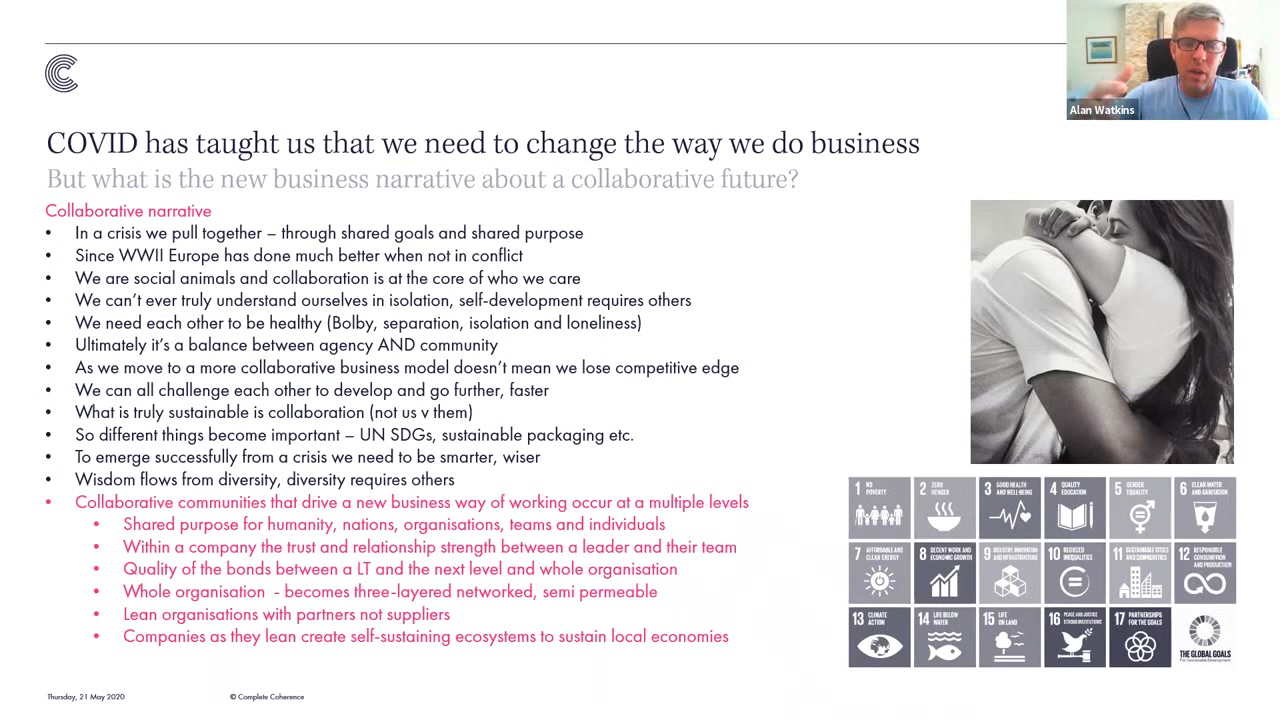 Alan Watkins
COVID has taught us that we need to change the way we do business
But what is the new business narrative about a collaborative future?
Collaborative narrative
• In a crisis we pull together – through shared goals and shared purpose
• Since WWII Europe has done much better when not in conflict
• We are social animals and collaboration is at the core of who we care
• We can't ever truly understand ourselves in isolation, self-development requires others
• We need each other to be healthy (Bolby, separation, isolation and loneliness)
• Ultimately it's a balance between agency AND community
• As we move to a more collaborative business model doesn't mean we lose competitive edge
• We can all challenge each other to develop and go further, faster
• What is truly sustainable is collaboration (not us v them)
• So different things become important – UN SDGs, sustainable packaging etc.
• To emerge successfully from a crisis we need to be smarter, wiser
• Wisdom flows from diversity, diversity requires others
• Collaborative communities that drive a new business way of working occur at a multiple levels
• Shared purpose for humanity, nations, organisations, teams and individuals
• Within a company the trust and relationship strength between a leader and their team
• Quality of the bonds between a LT and the next level and whole organisation
• Whole organisation - becomes three-layered networked, semi permeable
• Lean organisations with partners not suppliers
• Companies as they lean create self-sustaining ecosystems to sustain local economies
1 NO
POVERTY
2 ZERO
HUNGER
3 GOOD HEALTH
AND WELL-BEING
4 QUALITY
EDUCATION
5 GENDER
EQUALITY
6 CLEAN WATER
AND SANITATION
7 AFFORDABLE AND
CLEAN ENERGY
8 DECENT WORK AND
ECONOMIC GROWTH
9 INDUSTRY, INNOVATION
AND INFRASTRUCTURE
10 REDUCED
INEQUALITIES
11 SUSTAINABLE CITIES
AND COMMUNITIES
12 RESPONSIBLE
CONSUMPTION
AND PRODUCTION
13 CLIMATE
ACTION
14 LIFE BELOW
WATER
15 LIFE
ON LAND
16 PEACE AND JUSTICE
STRONG INSTITUTIONS
17 PARTNERSHIPS
FOR THE GOALS
THE GLOBAL GOALS
For Sustainable Development
Thursday, 21 May 2020
© Complete Coherence